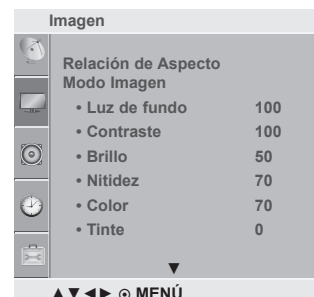 Imagen
Relación de Aspecto
Modo Imagen
• Luz de fundo 100
• Contraste 100
• Brillo 50
• Nitidez 70
• Color 70
• Tinte 0
▼
▲▼◄► ⊙ MENÚ